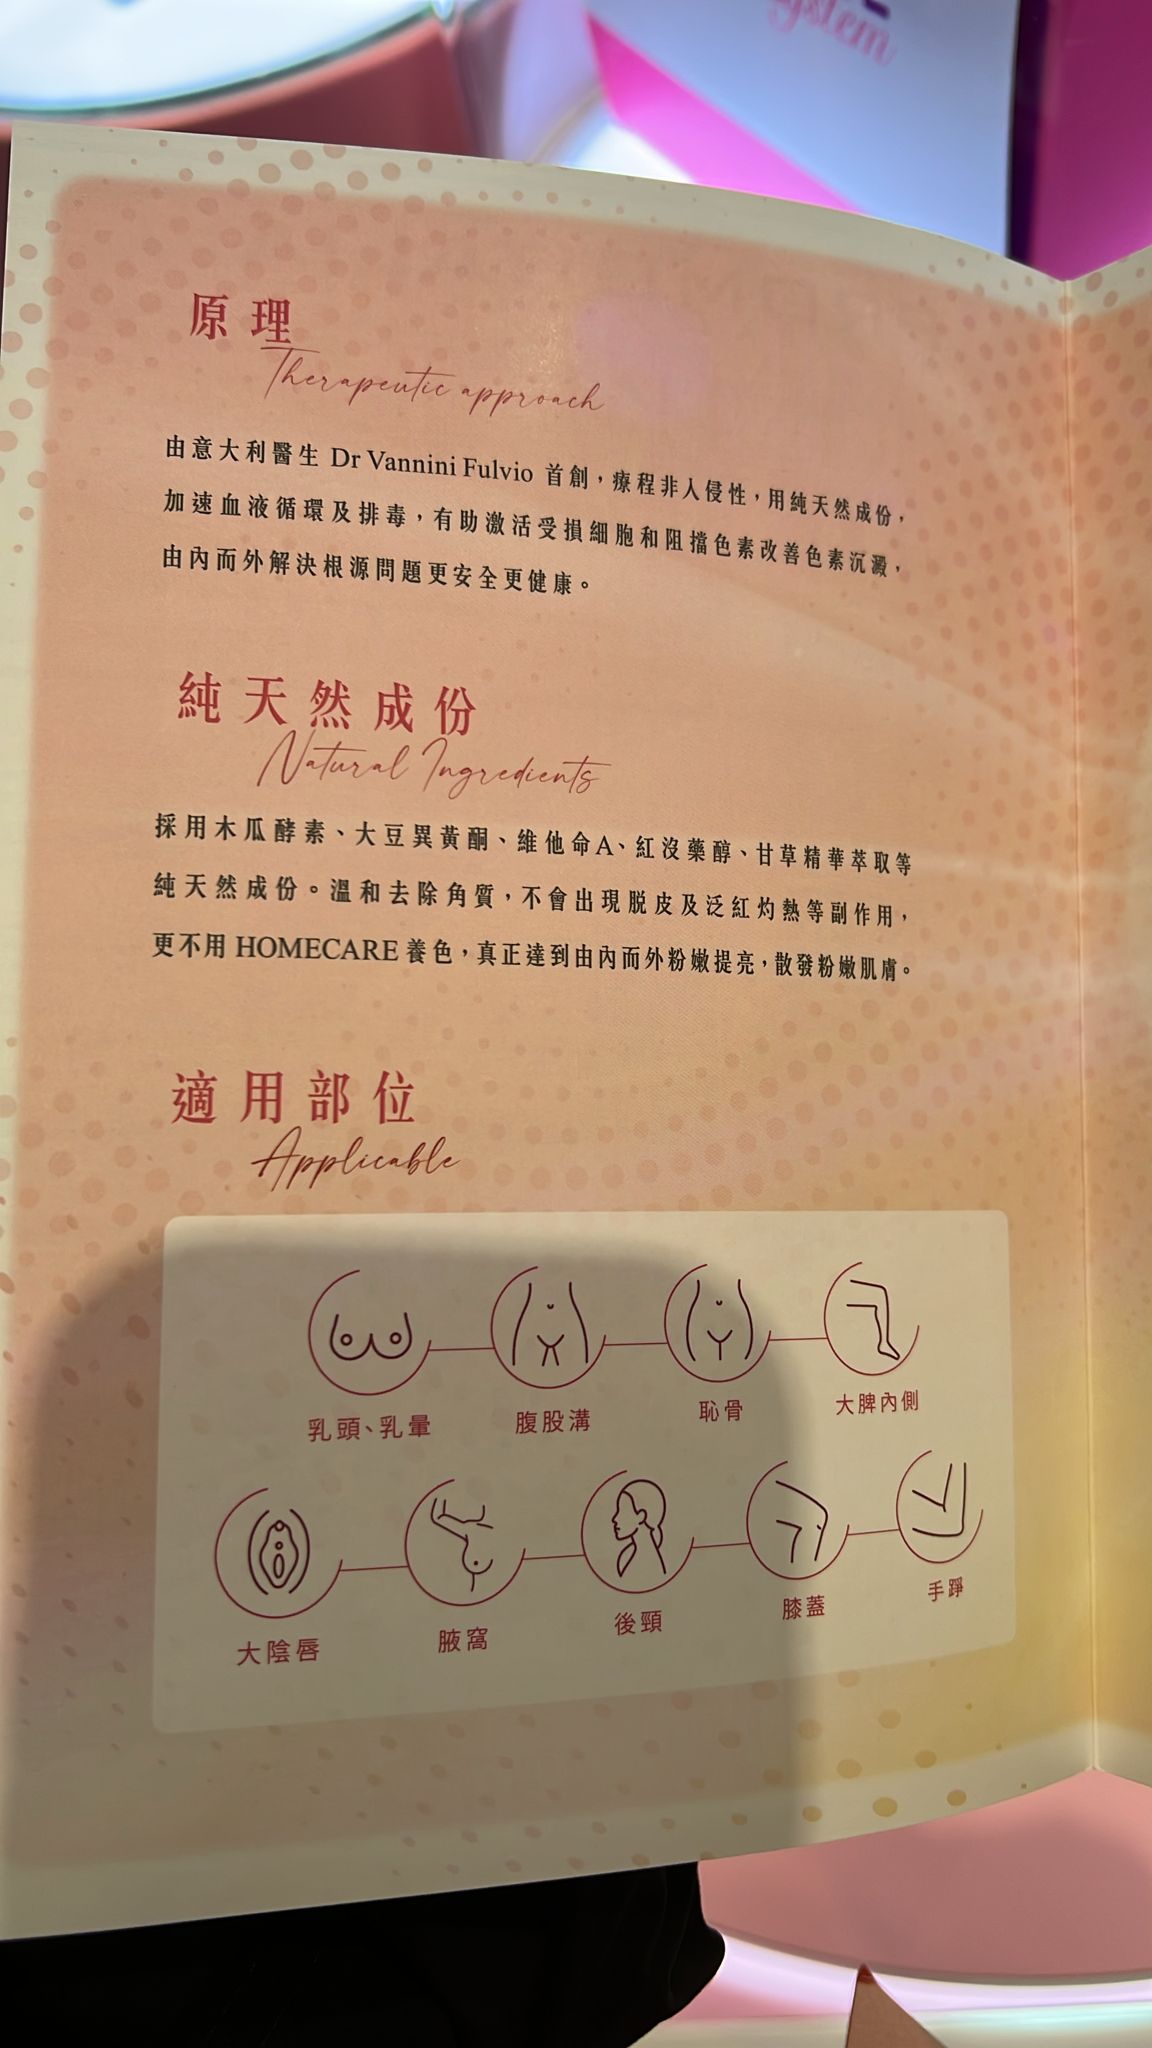 ystem
原理
Therapeutic approach
由意大利醫生 Dr Vannini Fulvio 首創，療程非入侵性，用純天然成份，
加速血液循環及排毒，有助激活受損細胞和阻擋色素改善色素沉澱，
由內而外解決根源問題更安全更健康。
純天然成份
Natural Ingredients
採用木瓜酵素、大豆異黃酮、維他命A、紅沒藥醇、甘草精華萃取等
純天然成份。溫和去除角質，不會出現脫皮及泛紅灼熱等副作用，
更不用 HOMECARE 養色，真正達到由內而外粉嫩提亮，散發粉嫩肌膚。
適用部位
Applicable
乳頭、乳暈 腹股溝 恥骨 大脾內側
大陰唇 腋窩 後頸 膝蓋 手踭